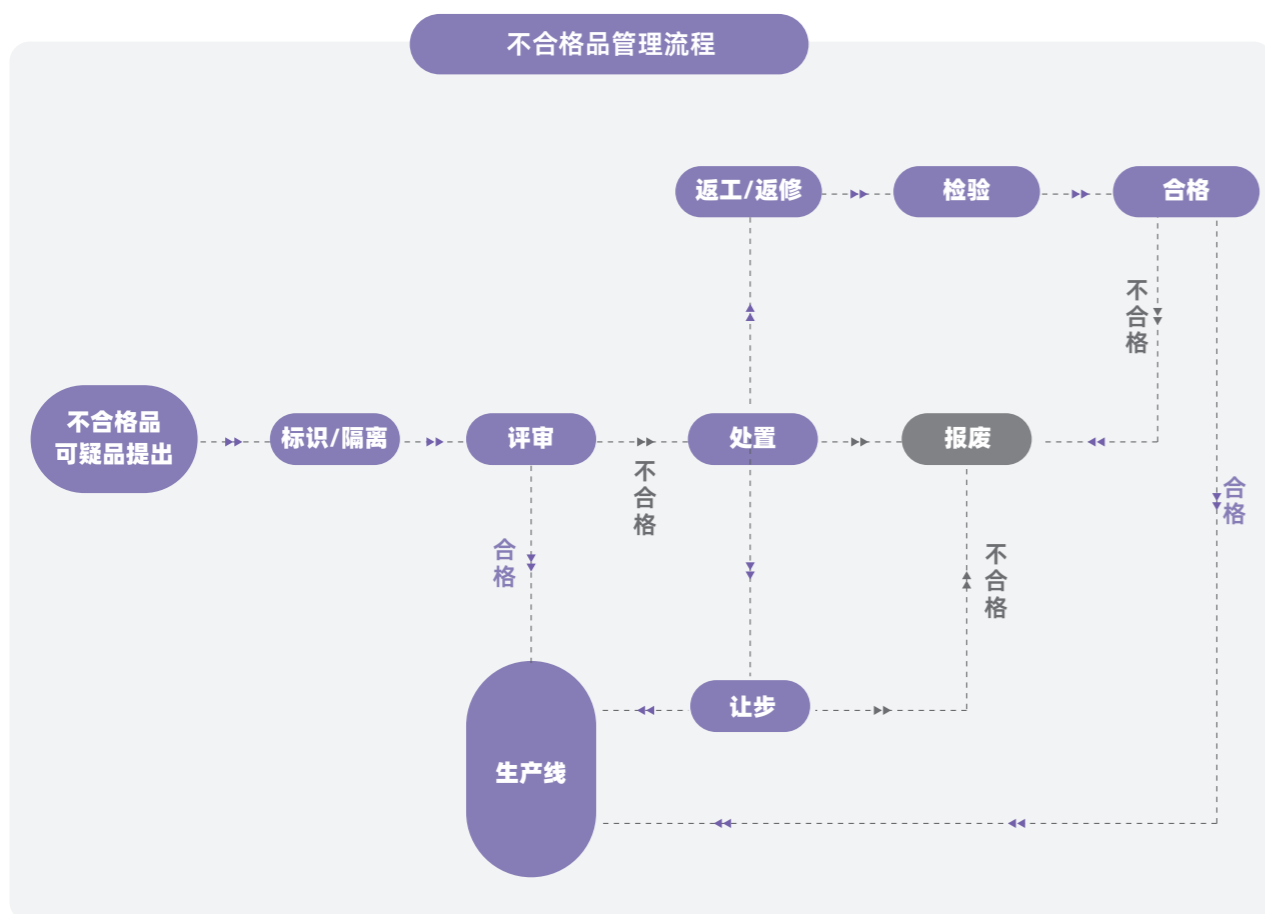 不合格品管理流程
返工/返修
检验
合格
不合格
不合格品
可疑品提出
标识/隔离
评审
处置
报废
不合格
合格
合格
不合格
让步
生产线